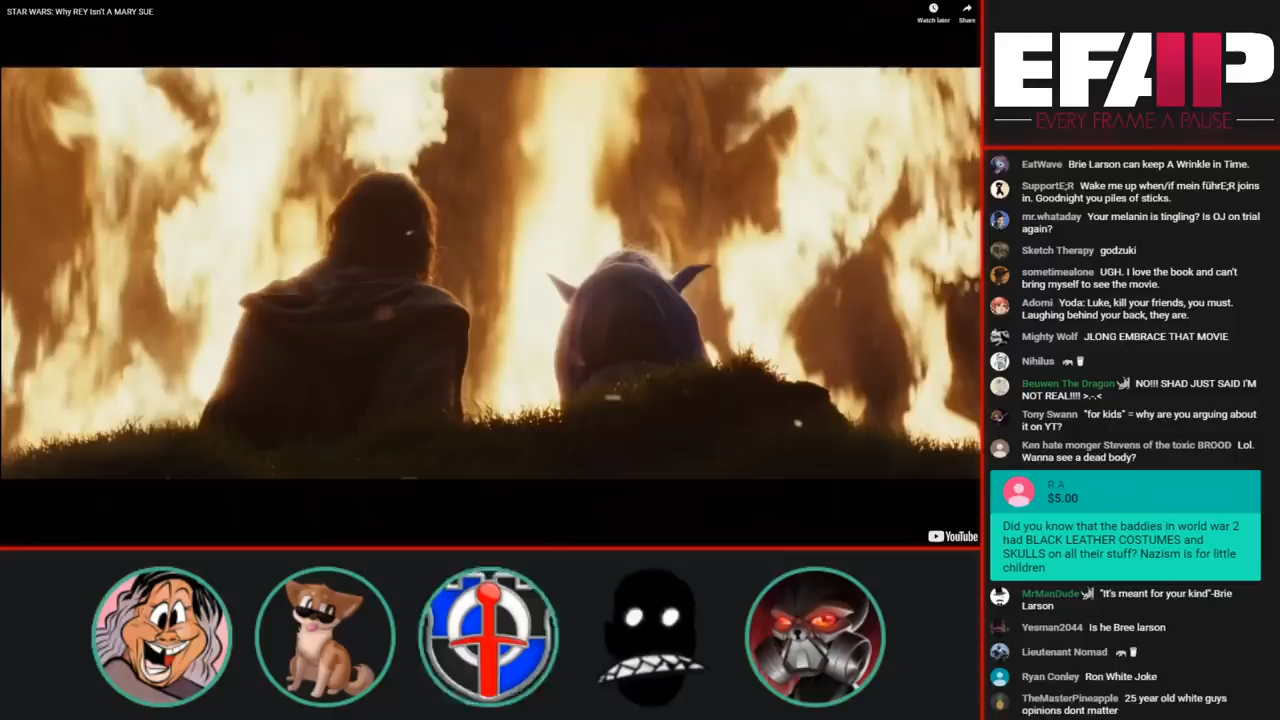 STAR WARS: Why REY Isn't A MARY SUE
Watch later
Share
YouTube
EFAP
EVERY FRAME A PAUSE
EatWave Brie Larson can keep A Wrinkle in Time.
SupportE;R Wake me up when/if mein führE;R joins
in. Goodnight you piles of sticks.
mr.whataday Your melanin is tingling? Is OJ on trial
again?
Sketch Therapy godzuki
sometimealone UGH. I love the book and can't
bring myself to see the movie.
Adomi Yoda: Luke, kill your friends, you must.
Laughing behind your back, they are.
Mighty Wolf JLONG EMBRACE THAT MOVIE
Nihilus
Beuwen The Dragon NO!!! SHAD JUST SAID I'M
NOT REAL!!!! >.-.<
Tony Swann "for kids" = why are you arguing about
it on YT?
Ken hate monger Stevens of the toxic BROOD Lol.
Wanna see a dead body?
R A
$5.00
Did you know that the baddies in world war 2
had BLACK LEATHER COSTUMES and
SKULLS on all their stuff? Nazism is for little
children
MrManDude "It's meant for your kind"-Brie
Larson
Yesman2044 Is he Bree larson
Lieutenant Nomad
Ryan Conley Ron White Joke
TheMasterPineapple 25 year old white guys
opinions dont matter